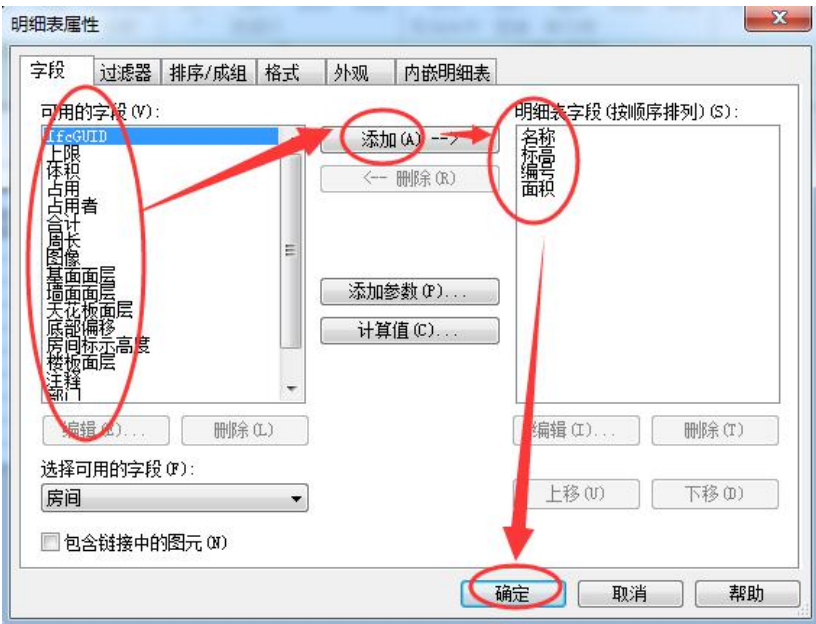 明细表属性
字段 过滤器 排序/成组 格式 外观 内嵌明细表
可用的字段(V):
IfcGUID
上限
体积
占用
占用者
合计
周长
图像
基面面层
墙面面层
天花板面层
底部偏移
房间标示高度
楼板面层
注释
部门
编辑(E)...
删除(L)
选择可用的字段(F):
房间
包含链接中的图元(N)
添加(A) -->
<-- 删除(R)
添加参数(P)...
计算值(C)...
明细表字段(按顺序排列)(S):
名称
标高
编号
面积
编辑(I)...
删除(T)
上移(U)
下移(D)
确定
取消
帮助